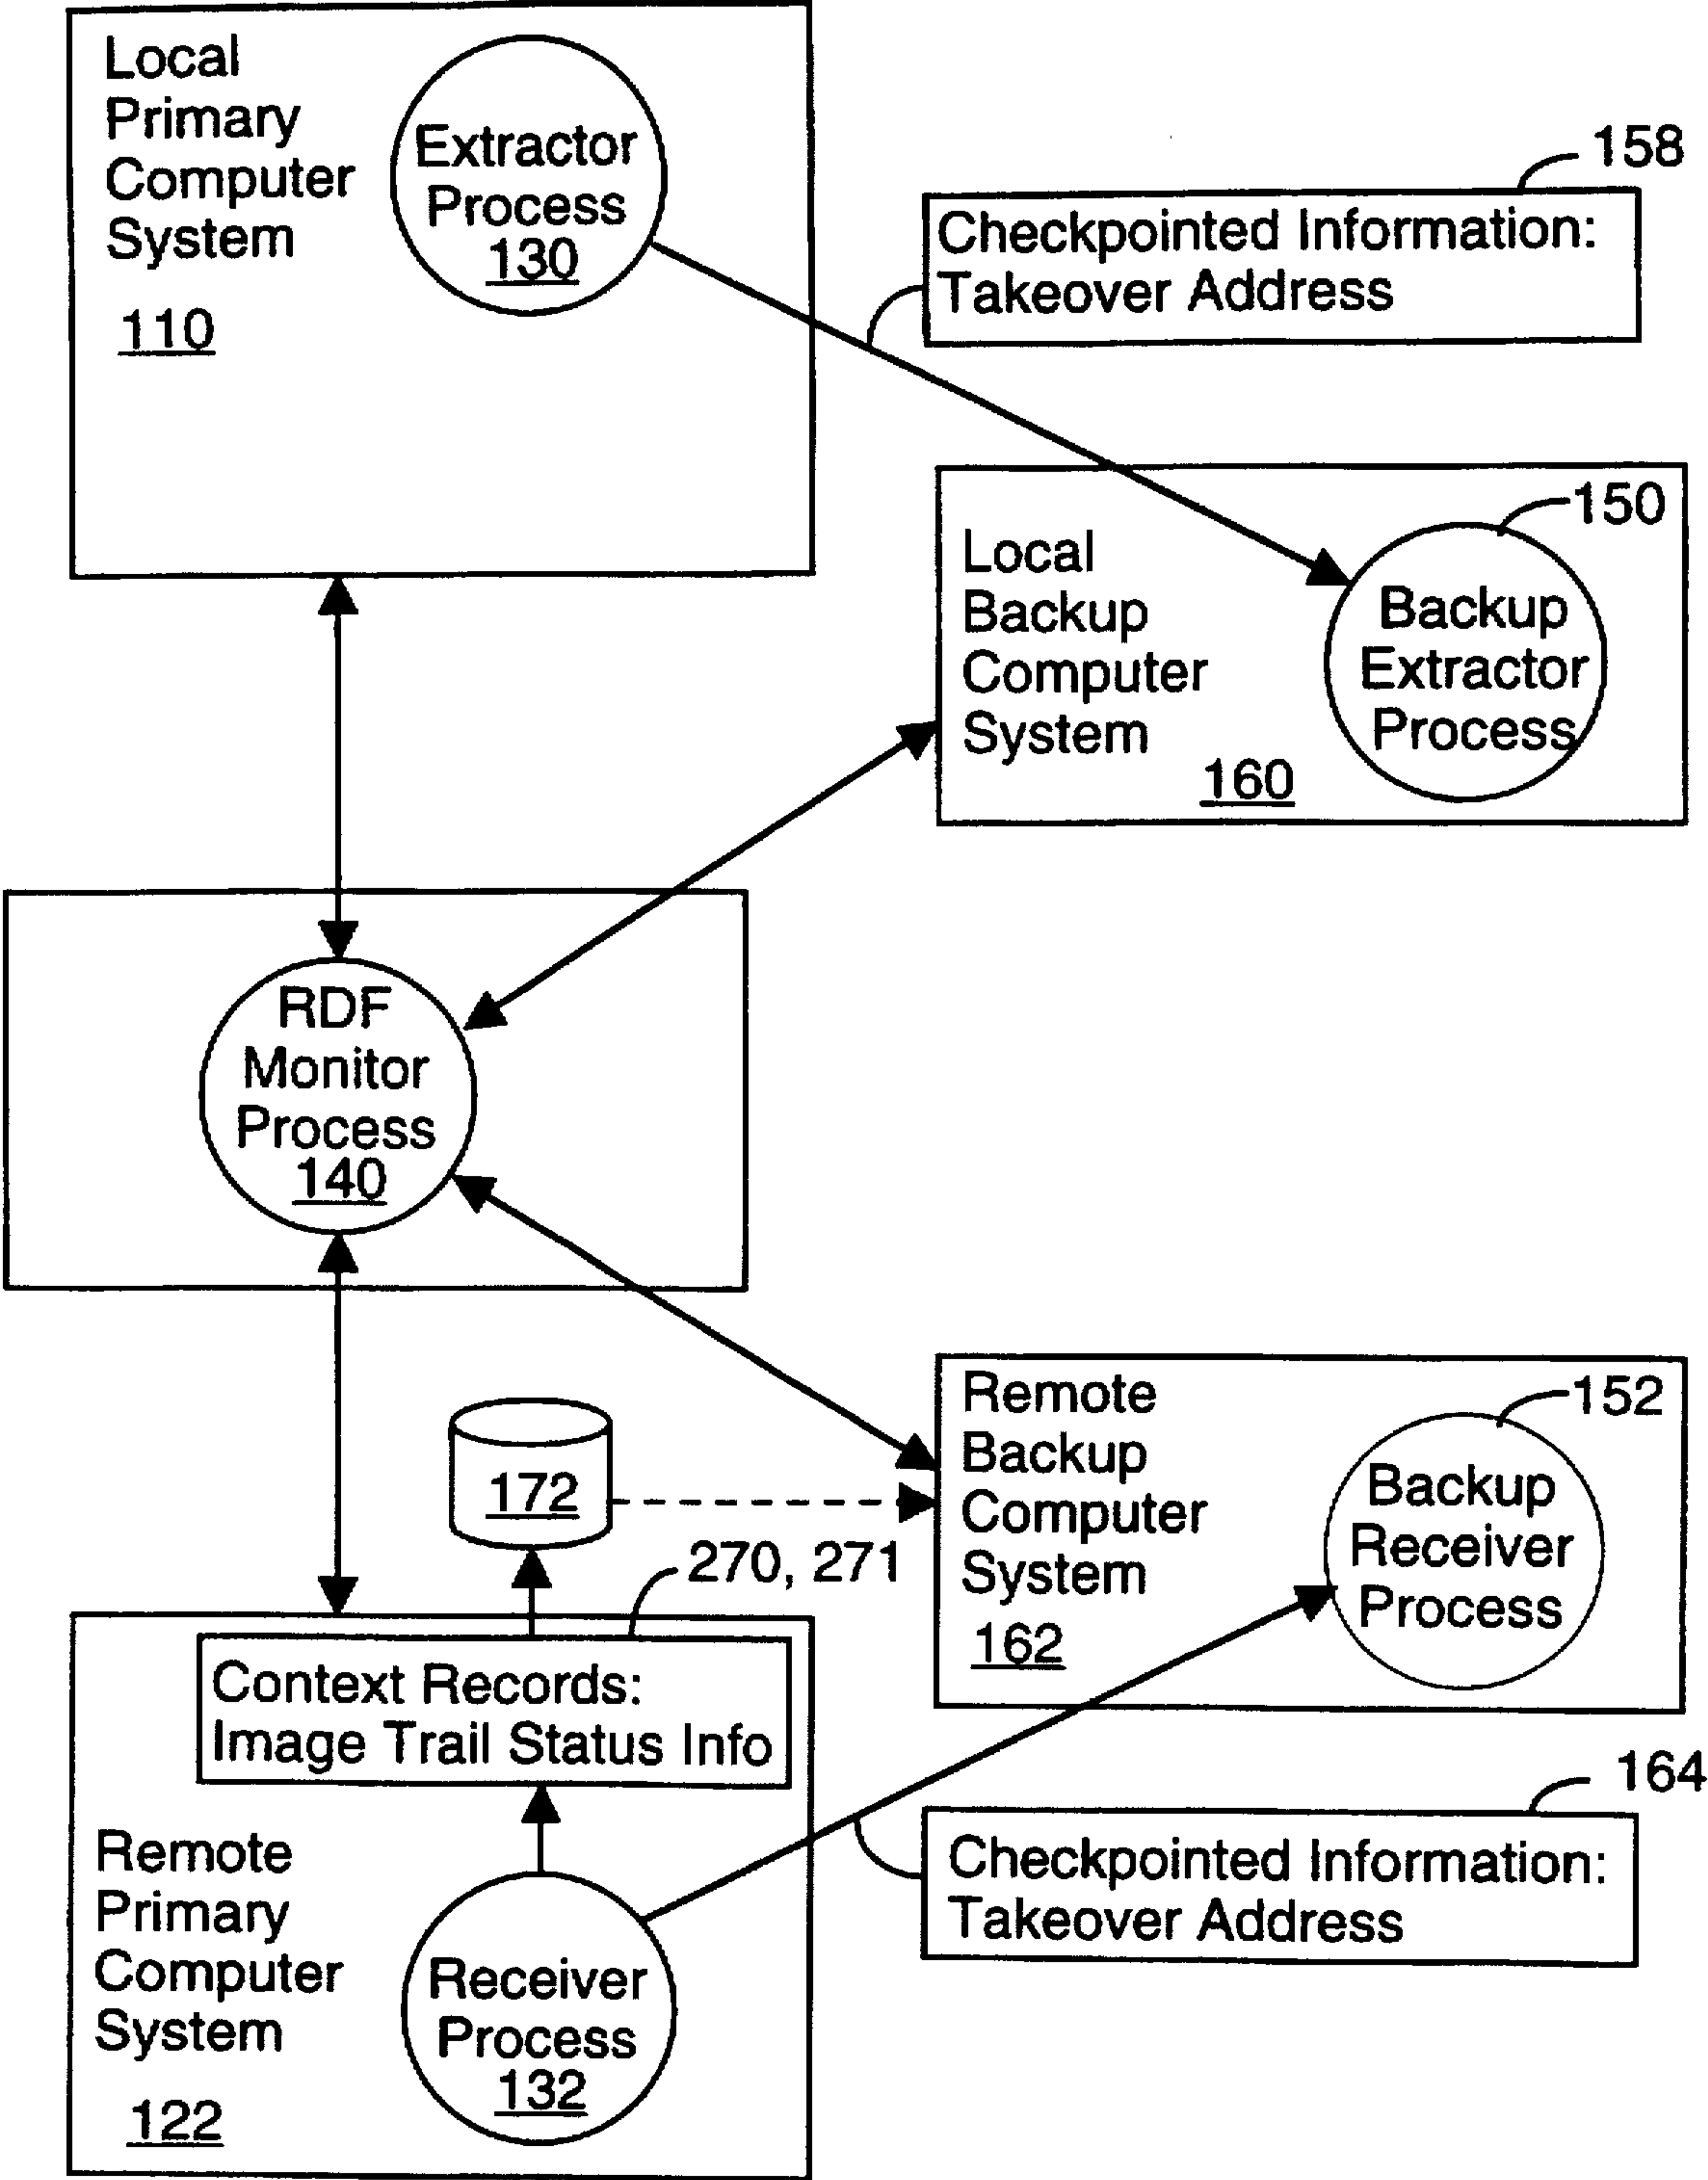 Local
Primary
Computer
System
110
Extractor
Process
130
158
Checkpointed Information:
Takeover Address
150
Local
Backup
Computer
System
160
Backup
Extractor
Process
RDF
Monitor
Process
140
172
270, 271
Remote
Backup
Computer
System
162
152
Backup
Receiver
Process
Context Records:
Image Trail Status Info
164
Checkpointed Information:
Takeover Address
Remote
Primary
Computer
System
122
Receiver
Process
132